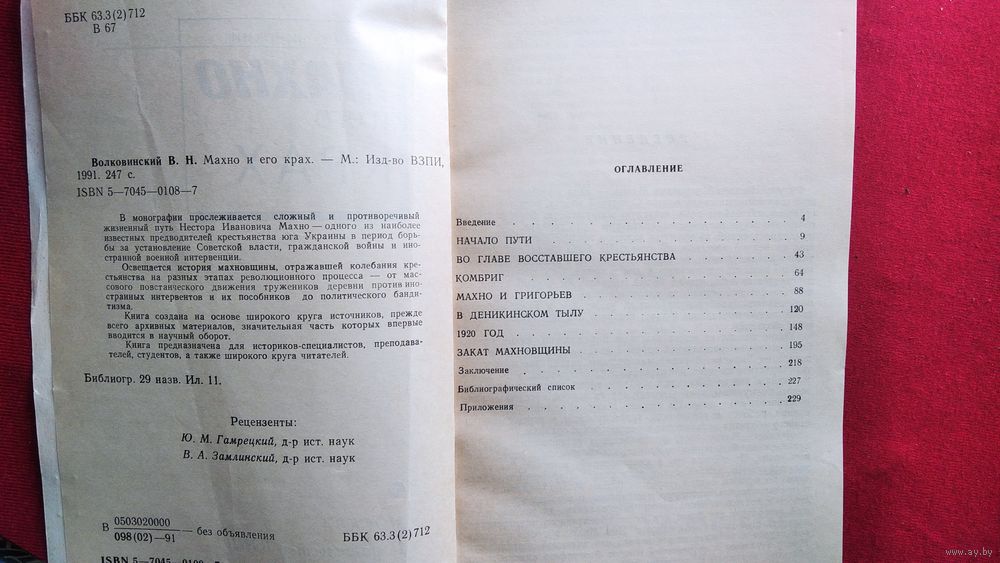 ББК 63.3(2)712
В 67
Волковинский В. Н. Махно и его крах. — М.: Изд-во ВЗПИ,
1991. 247 с.
ISBN 5—7045—0108—7
В монографии прослеживается сложный и противоречивый
жизненный путь Нестора Ивановича Махно — одного из наиболее
известных предводителей крестьянства юга Украины в период борь-
бы за установление Советской власти, гражданской войны и ино-
странной военной интервенции.
Освещается история махновщины, отражавшей колебания кре-
стьянства на разных этапах революционного процесса — от мас-
сового повстанческого движения тружеников деревни против ино-
странных интервентов и их пособников до политического банди-
тизма.
Книга создана на основе широкого круга источников, прежде
всего архивных материалов, значительная часть которых впервые
вводится в научный оборот.
Книга предназначена для историков-специалистов, преподава-
телей, студентов, а также широкого круга читателей.
Библиогр. 29 назв. Ил. 11.
Рецензенты:
Ю. М. Гамрецкий, д-р ист. наук
В. А. Замлинский, д-р ист. наук
В 0503020000
098(02)—91 — без объявления
ББК 63.3(2)712
ISBN 5—7045—0108—7
ОГЛАВЛЕНИЕ
Введение . . . 4
НАЧАЛО ПУТИ . . . 9
ВО ГЛАВЕ ВОССТАВШЕГО КРЕСТЬЯНСТВА . . . 43
КОМБРИГ . . . 64
МАХНО И ГРИГОРЬЕВ . . . 88
В ДЕНИКИНСКОМ ТЫЛУ . . . 120
1920 ГОД . . . 148
ЗАКАТ МАХНОВЩИНЫ . . . 195
Заключение . . . 218
Библиографический список . . . 227
Приложения . . . 229
www.ay.by